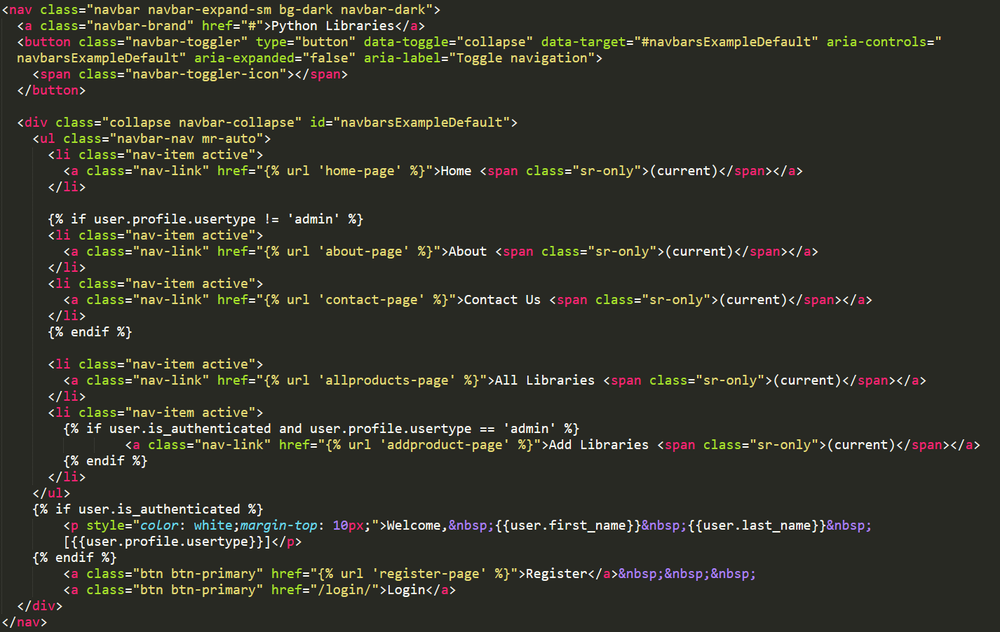 <nav class="navbar navbar-expand-sm bg-dark navbar-dark">
  <a class="navbar-brand" href="#">Python Libraries</a>
  <button class="navbar-toggler" type="button" data-toggle="collapse" data-target="#navbarsExampleDefault" aria-controls="
  navbarsExampleDefault" aria-expanded="false" aria-label="Toggle navigation">
    <span class="navbar-toggler-icon"></span>
  </button>

  <div class="collapse navbar-collapse" id="navbarsExampleDefault">
    <ul class="navbar-nav mr-auto">
      <li class="nav-item active">
        <a class="nav-link" href="{% url 'home-page' %}">Home <span class="sr-only">(current)</span></a>
      </li>

      {% if user.profile.usertype != 'admin' %}
      <li class="nav-item active">
        <a class="nav-link" href="{% url 'about-page' %}">About <span class="sr-only">(current)</span></a>
      </li>
      <li class="nav-item active">
        <a class="nav-link" href="{% url 'contact-page' %}">Contact Us <span class="sr-only">(current)</span></a>
      </li>
      {% endif %}

      <li class="nav-item active">
        <a class="nav-link" href="{% url 'allproducts-page' %}">All Libraries <span class="sr-only">(current)</span></a>
      </li>
      <li class="nav-item active">
        {% if user.is_authenticated and user.profile.usertype == 'admin' %}
                <a class="nav-link" href="{% url 'addproduct-page' %}">Add Libraries <span class="sr-only">(current)</span></a>
        {% endif %}
      </li>
    </ul>
    {% if user.is_authenticated %}
        <p style="color: white;margin-top: 10px;">Welcome,&nbsp;{{user.first_name}}&nbsp;{{user.last_name}}&nbsp;
        [{{user.profile.usertype}}]</p>
    {% endif %}
        <a class="btn btn-primary" href="{% url 'register-page' %}">Register</a>&nbsp;&nbsp;&nbsp;
        <a class="btn btn-primary" href="/login/">Login</a>
  </div>
</nav>